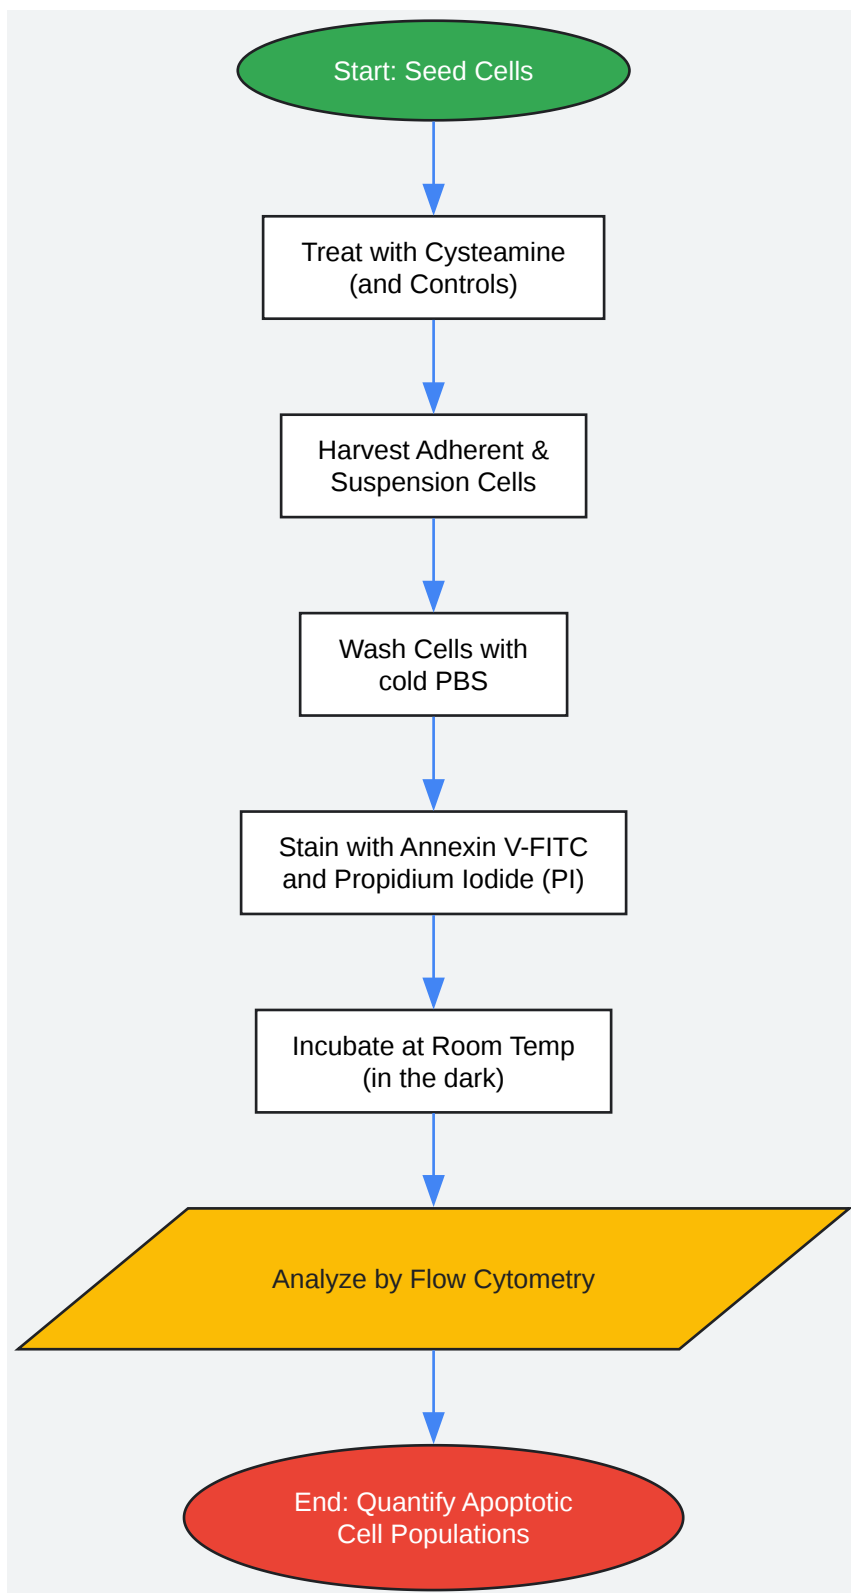 Start: Seed Cells
Treat with Cysteamine
(and Controls)
Harvest Adherent &
Suspension Cells
Wash Cells with
cold PBS
Stain with Annexin V-FITC
and Propidium Iodide (PI)
Incubate at Room Temp
(in the dark)
Analyze by Flow Cytometry
End: Quantify Apoptotic
Cell Populations